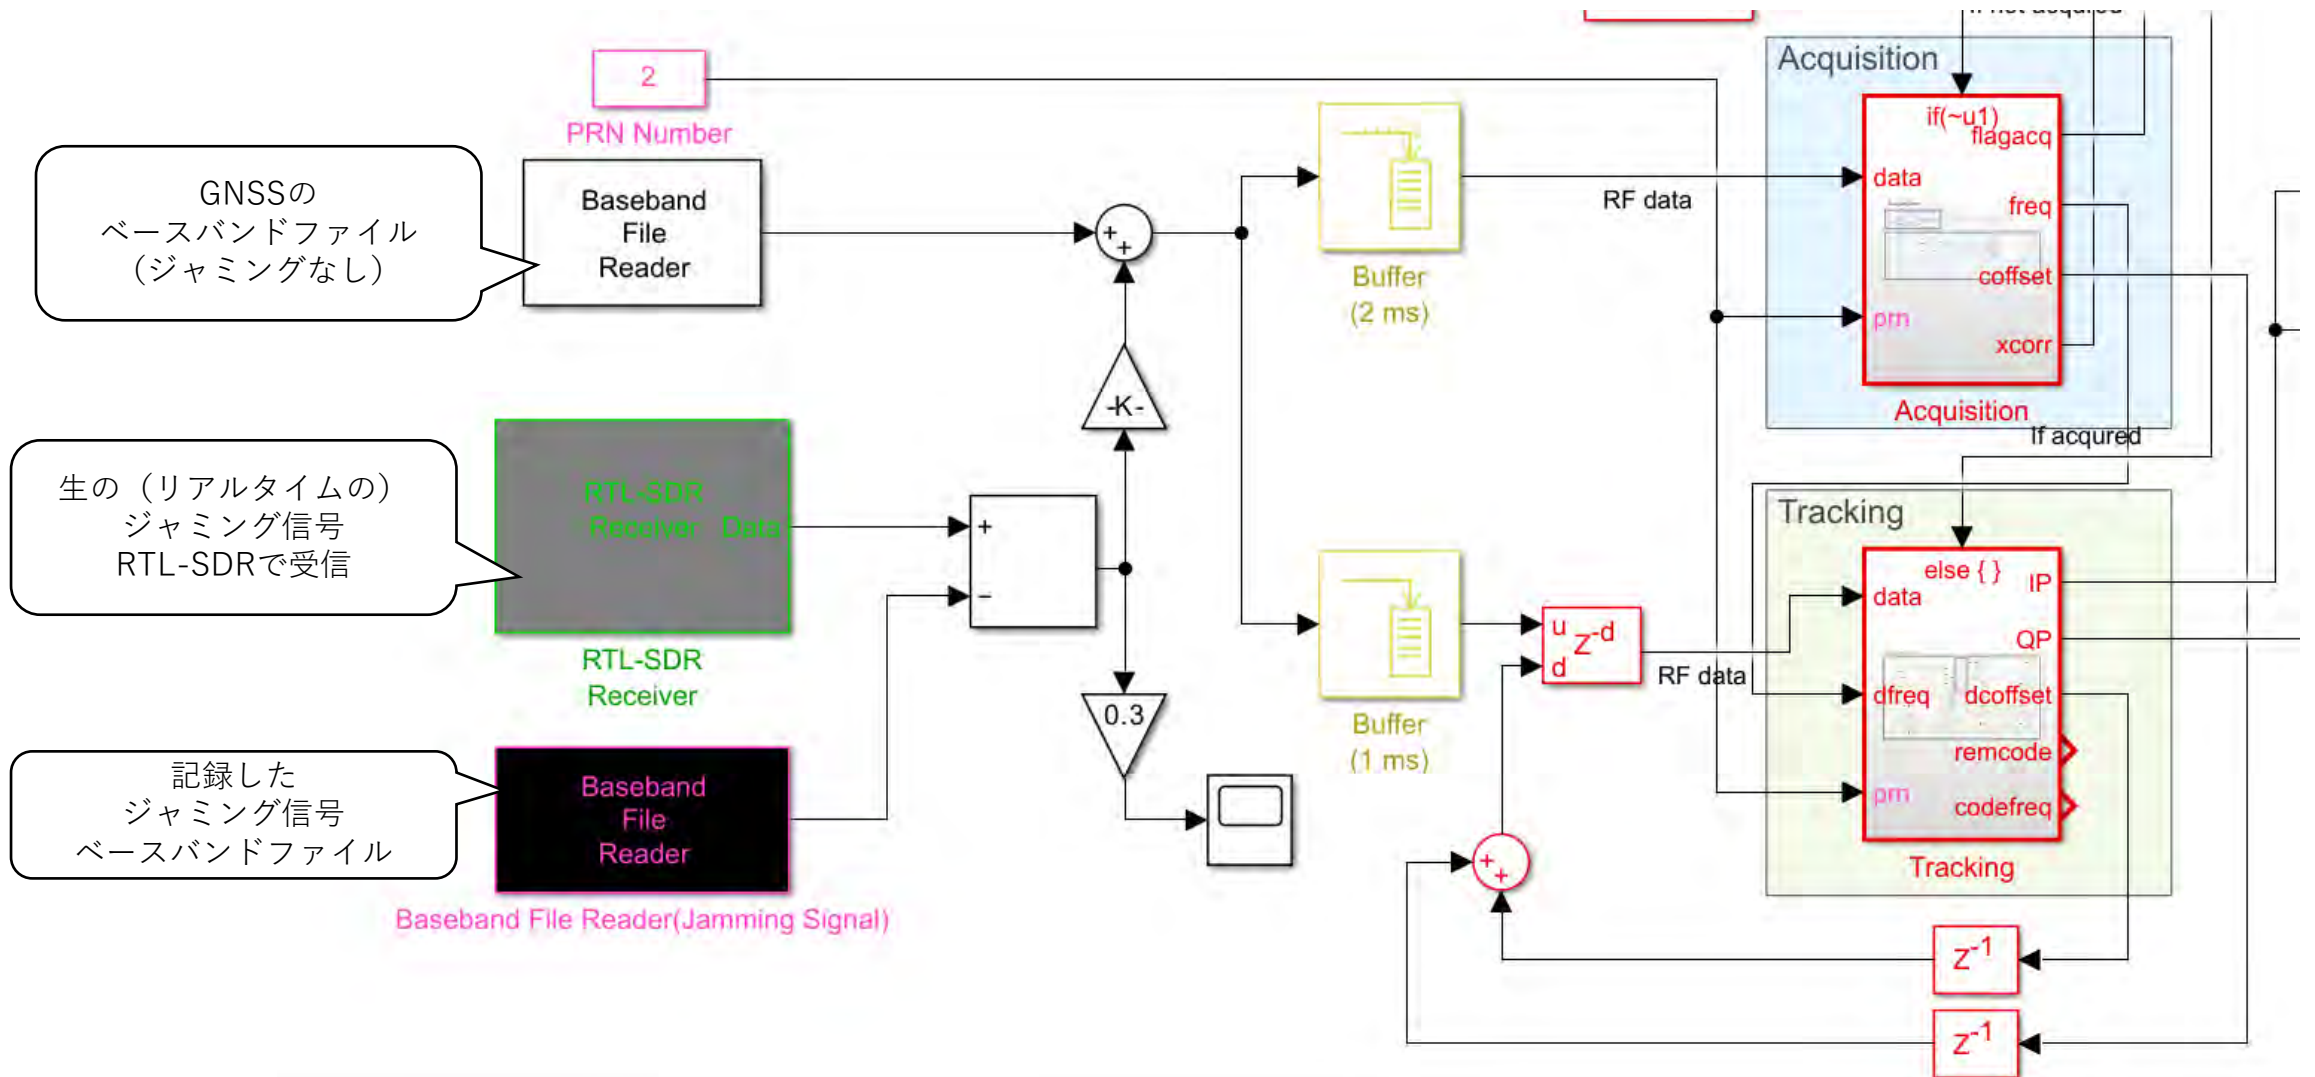 2
PRN Number
GNSSの
ベースバンドファイル
（ジャミングなし）
Baseband
File
Reader
+
+
-K-
Buffer
(2 ms)
RF data
Acquisition
if(~u1)
flagacq
data
freq
coffset
prn
xcorr
Acquisition
If acqured
生の（リアルタイムの）
ジャミング信号
RTL-SDRで受信
RTL-SDR
Receiver Data
RTL-SDR
Receiver
+
−
0.3
記録した
ジャミング信号
ベースバンドファイル
Baseband
File
Reader
Baseband File Reader(Jamming Signal)
Buffer
(1 ms)
u
d
Z-d
RF data
+
+
Tracking
else { }
IP
data
QP
dfreq
dcoffset
remcode
prn
codefreq
Tracking
Z-1
Z-1